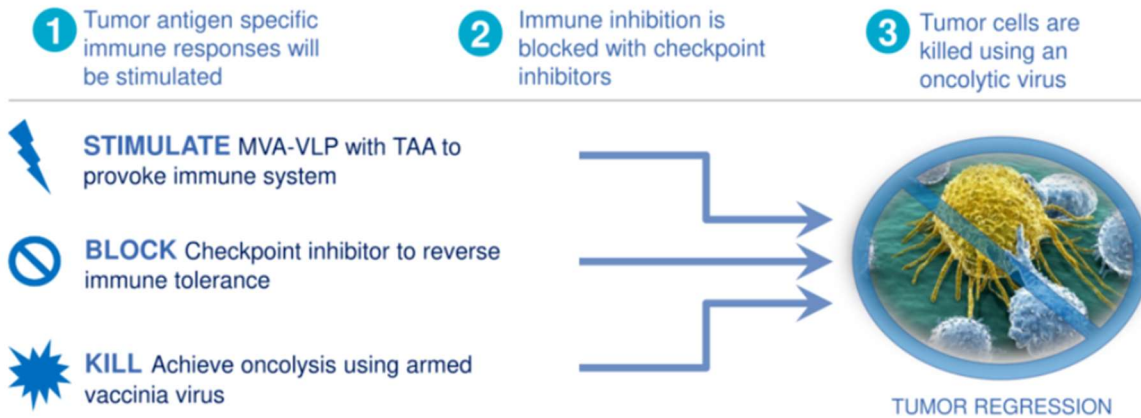 1 Tumor antigen specific
immune responses will
be stimulated
2 Immune inhibition is
blocked with checkpoint
inhibitors
3 Tumor cells are
killed using an
oncolytic virus
STIMULATE MVA-VLP with TAA to
provoke immune system
BLOCK Checkpoint inhibitor to reverse
immune tolerance
KILL Achieve oncolysis using armed
vaccinia virus
TUMOR REGRESSION